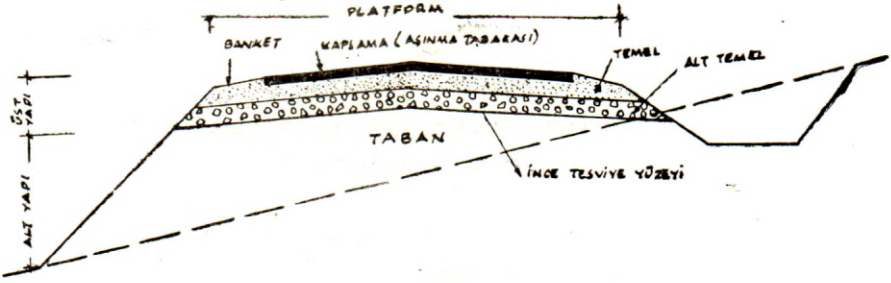 PLATFORM
BANKET
KAPLAMA (AŞINMA TABAKASI)
TEMEL
ALT TEMEL
ÜST YAPI
TABAN
İNCE TESVİYE YÜZEYİ
ALT YAPI